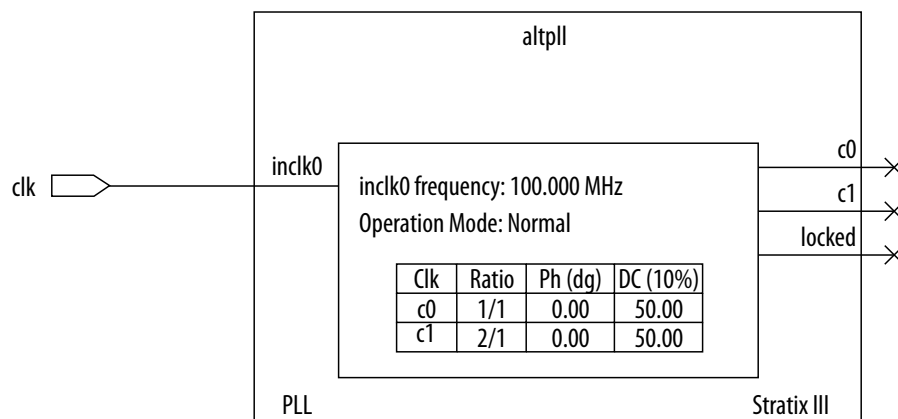 altpll
clk
inclk0
c0
c1
locked
inclk0 frequency: 100.000 MHz
Operation Mode: Normal
Clk Ratio Ph (dg) DC (10%)
c0 1/1 0.00 50.00
c1 2/1 0.00 50.00
PLL Stratix III